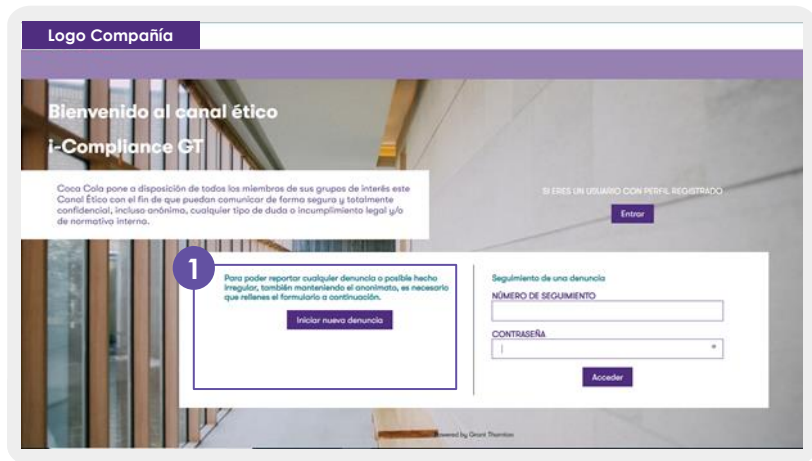 Logo Compañía
Bienvenido al canal ético
i-Compliance GT
Coca Cola pone a disposición de todos los miembros de sus grupos de interés este
Canal Ético con el fin de que puedan comunicar de forma segura y totalmente
confidencial, incluso anónima, cualquier tipo de duda o incumplimiento legal y/o
de normativa interna.
SI ERES UN USUARIO CON PERFIL REGISTRADO
Entrar
1
Para poder reportar cualquier denuncia o posible hecho
irregular, también manteniendo el anonimato, es necesario
que rellenes el formulario a continuación.
Iniciar nueva denuncia
Seguimiento de una denuncia
NÚMERO DE SEGUIMIENTO
CONTRASEÑA
Acceder
Powered by Grant Thornton